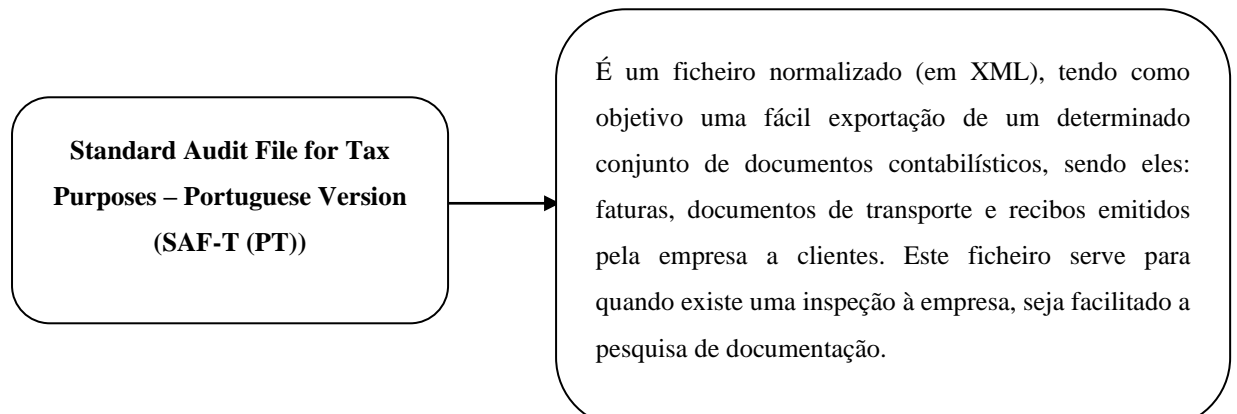 Standard Audit File for Tax
Purposes – Portuguese Version
(SAF-T (PT))
É um ficheiro normalizado (em XML), tendo como
objetivo uma fácil exportação de um determinado
conjunto de documentos contabilísticos, sendo eles:
faturas, documentos de transporte e recibos emitidos
pela empresa a clientes. Este ficheiro serve para
quando existe uma inspeção à empresa, seja facilitado a
pesquisa de documentação.